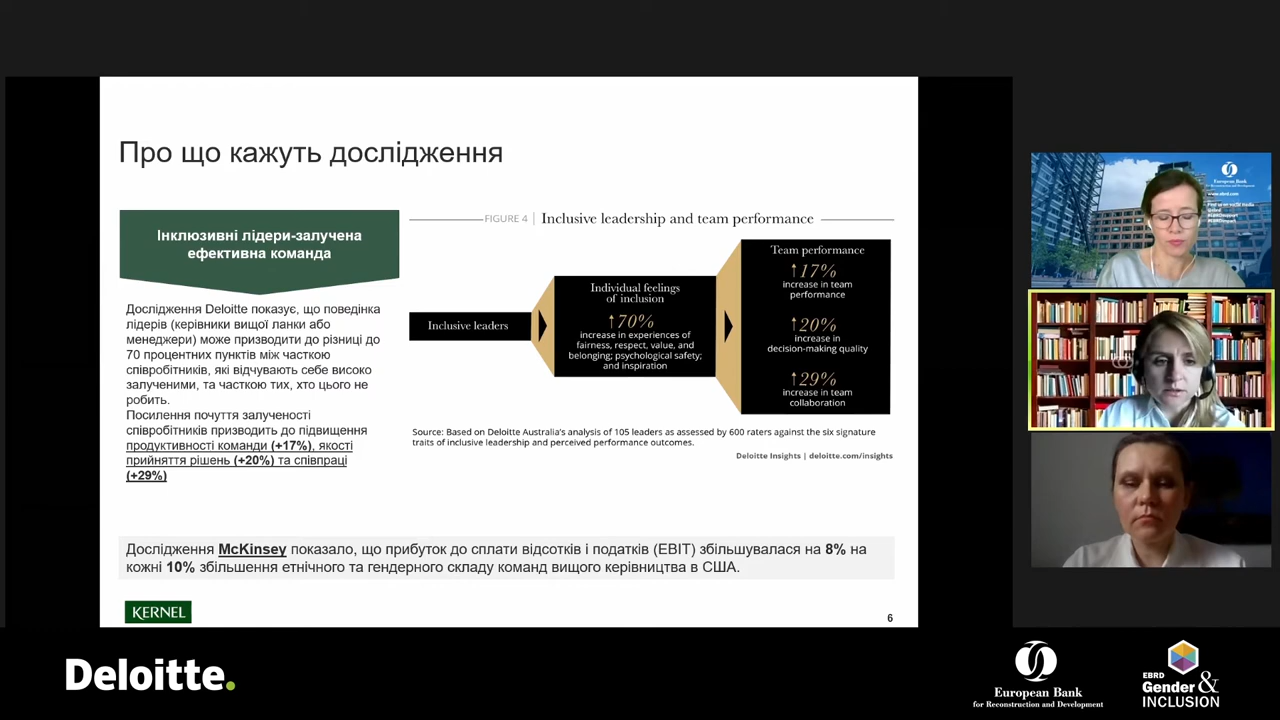 Про що кажуть дослідження
Інклюзивні лідери-залучена
ефективна команда
Дослідження Deloitte показує, що поведінка
лідерів (керівники вищої ланки або
менеджери) може призводити до різниці до
70 процентних пунктів між часткою
співробітників, які відчувають себе високо
залученими, та часткою тих, хто цього не
робить.
Посилення почуття залученості
співробітників призводить до підвищення
продуктивності команди (+17%), якості
прийняття рішень (+20%) та співпраці
(+29%)
FIGURE 4 | Inclusive leadership and team performance
Inclusive leaders
Individual feelings
of inclusion
↑70%
increase in experiences of
fairness, respect, value, and
belonging; psychological safety;
and inspiration
Team performance
↑17%
increase in team
performance
↑20%
increase in
decision-making quality
↑29%
increase in team
collaboration
Source: Based on Deloitte Australia's analysis of 105 leaders as assessed by 600 raters against the six signature
traits of inclusive leadership and perceived performance outcomes.
Deloitte Insights | deloitte.com/insights
Дослідження McKinsey показало, що прибуток до сплати відсотків і податків (EBIT) збільшувалася на 8% на
кожні 10% збільшення етнічного та гендерного складу команд вищого керівництва в США.
KERNEL
6
European Bank
for Reconstruction and Development
www.ebrd.com
Deloitte.
European Bank
for Reconstruction and Development
EBRD
Gender &
INCLUSION